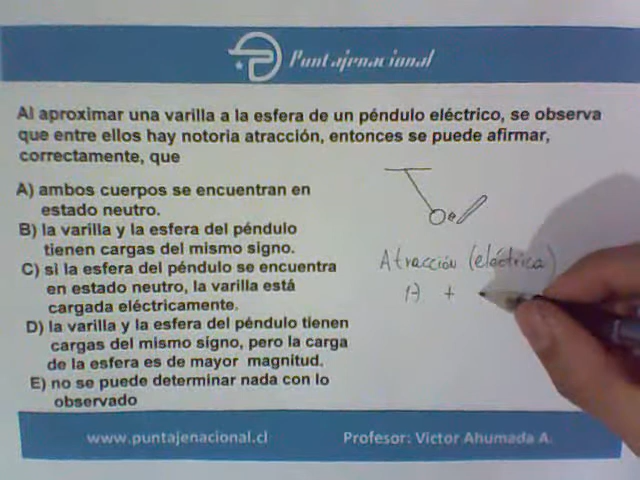 Puntajenacional
Al aproximar una varilla a la esfera de un péndulo eléctrico, se observa
que entre ellos hay notoria atracción, entonces se puede afirmar,
correctamente, que
A) ambos cuerpos se encuentran en
estado neutro.
B) la varilla y la esfera del péndulo
tienen cargas del mismo signo.
C) si la esfera del péndulo se encuentra
en estado neutro, la varilla está
cargada eléctricamente.
D) la varilla y la esfera del péndulo tienen
cargas del mismo signo, pero la carga
de la esfera es de mayor magnitud.
E) no se puede determinar nada con lo
observado
Atracción (eléctrica)
1) +
www.puntajenacional.cl Profesor: Victor Ahumada A.